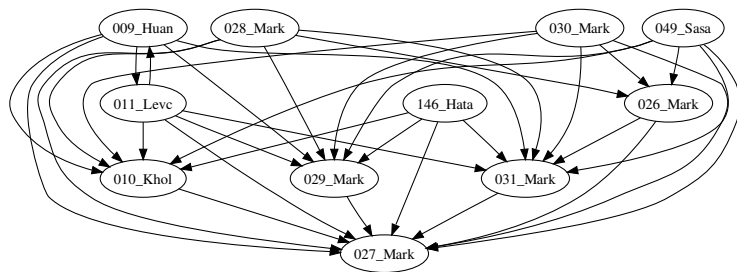 009_Huan 028_Mark 030_Mark 049_Sasa
011_Levc 146_Hata 026_Mark
010_Khol 029_Mark 031_Mark
027_Mark